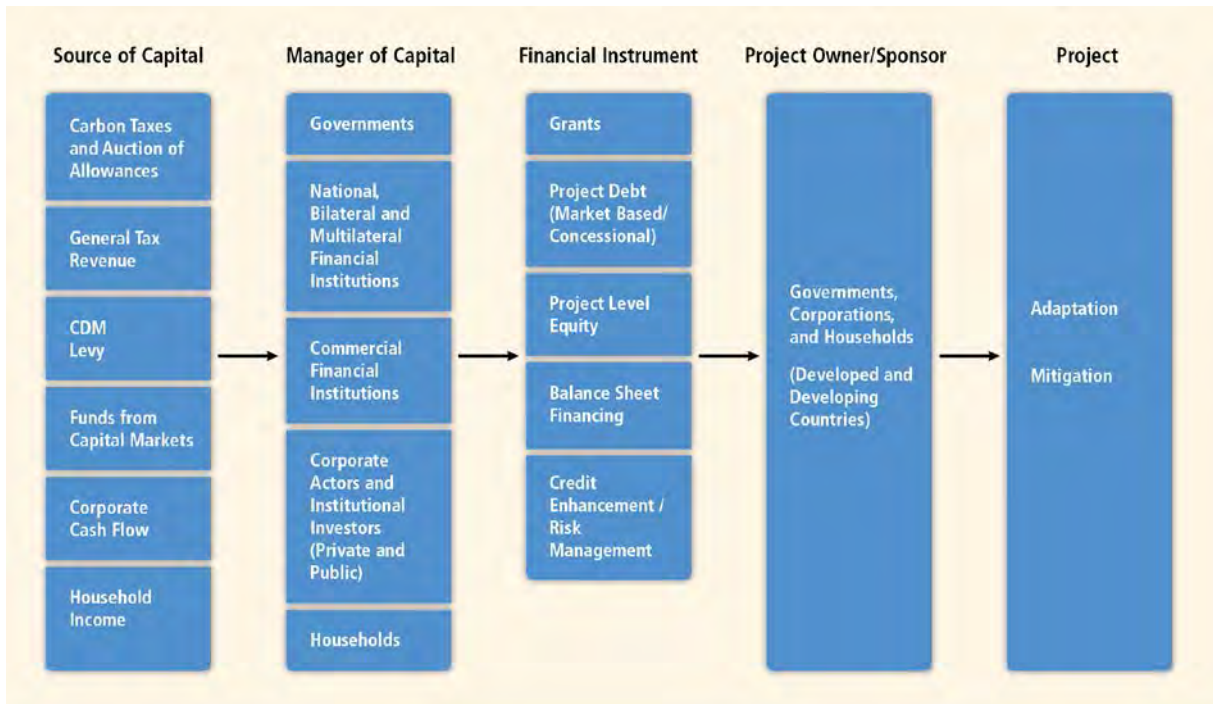 Source of Capital
Carbon Taxes
and Auction of
Allowances
General Tax
Revenue
CDM
Levy
Funds from
Capital Markets
Corporate
Cash Flow
Household
Income
Manager of Capital
Governments
National,
Bilateral and
Multilateral
Financial
Institutions
Commercial
Financial
Institutions
Corporate
Actors and
Institutional
Investors
(Private and
Public)
Households
Financial Instrument
Grants
Project Debt
(Market Based/
Concessional)
Project Level
Equity
Balance Sheet
Financing
Credit
Enhancement /
Risk
Management
Project Owner/Sponsor
Governments,
Corporations,
and Households
(Developed and
Developing
Countries)
Project
Adaptation
Mitigation